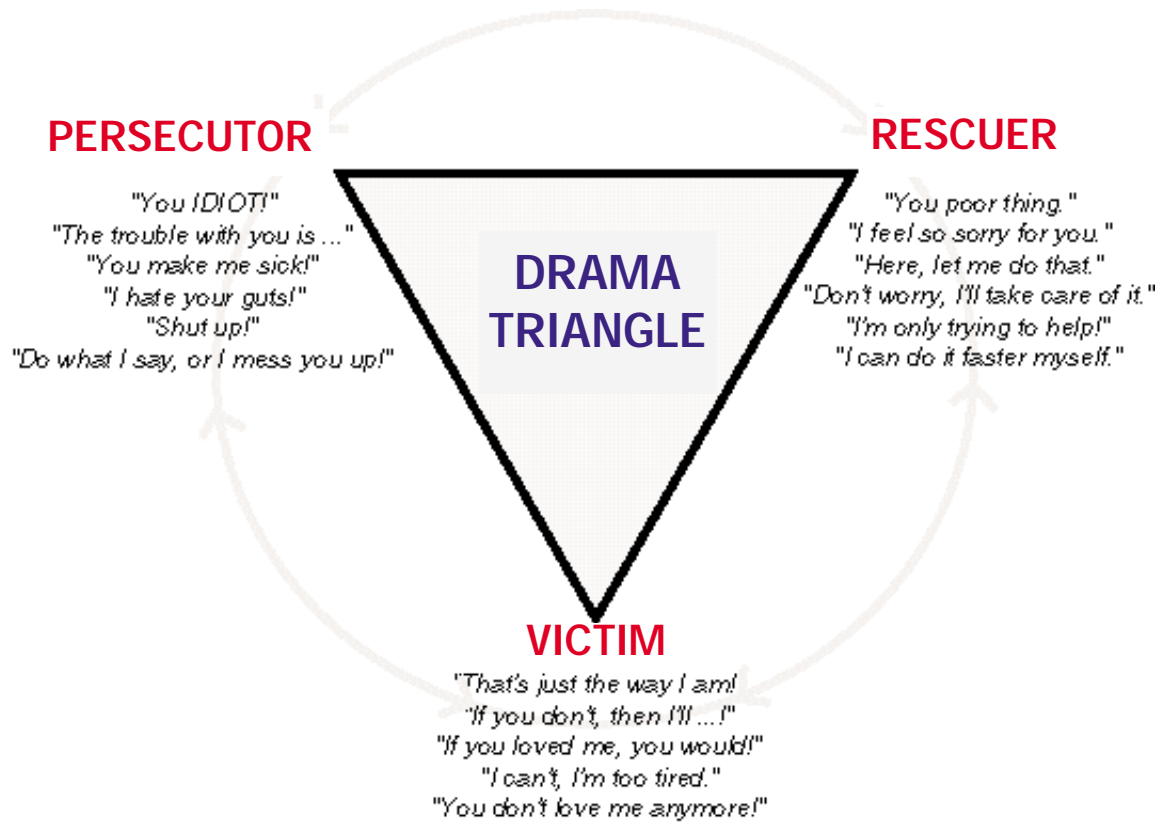 PERSECUTOR
"You IDIOT!"
"The trouble with you is ..."
"You make me sick!"
"I hate your guts!"
"Shut up!"
"Do what I say, or I mess you up!"
RESCUER
"You poor thing."
"I feel so sorry for you."
"Here, let me do that."
"Don't worry, I'll take care of it."
"I'm only trying to help!"
"I can do it faster myself."
DRAMA
TRIANGLE
VICTIM
"That's just the way I am!
"If you don't, then I'll ...!"
"If you loved me, you would!"
"I can't, I'm too tired."
"You don't love me anymore!"